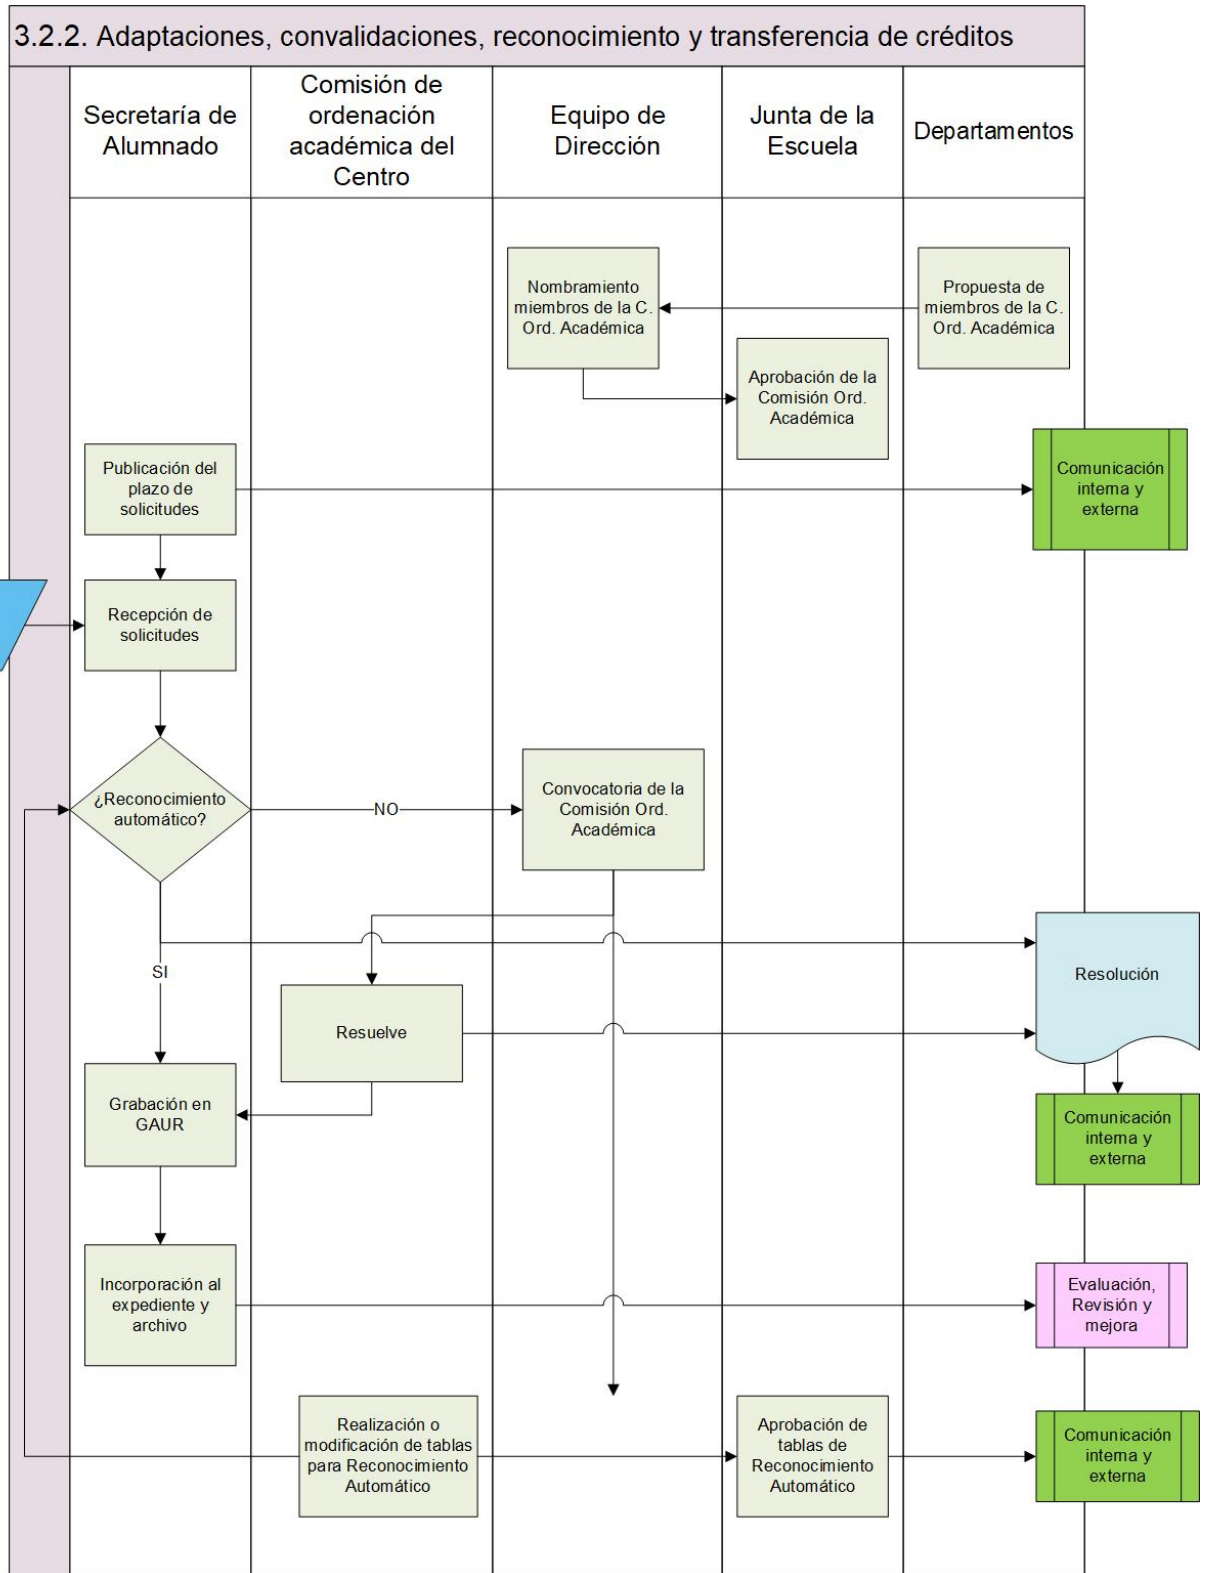 3.2.2. Adaptaciones, convalidaciones, reconocimiento y transferencia de créditos
Secretaría de
Alumnado
Comisión de
ordenación
académica del
Centro
Equipo de
Dirección
Junta de la
Escuela
Departamentos
Nombramiento
miembros de la C.
Ord. Académica
Propuesta de
miembros de la C.
Ord. Académica
Aprobación de la
Comisión Ord.
Académica
Publicación del
plazo de
solicitudes
Comunicación
interna y
externa
Recepción de
solicitudes
¿Reconocimiento
automático?
NO
Convocatoria de la
Comisión Ord.
Académica
SI
Resolución
Resuelve
Grabación en
GAUR
Comunicación
interna y
externa
Incorporación al
expediente y
archivo
Evaluación,
Revisión y
mejora
Realización o
modificación de tablas
para Reconocimiento
Automático
Aprobación de
tablas de
Reconocimiento
Automático
Comunicación
interna y
externa